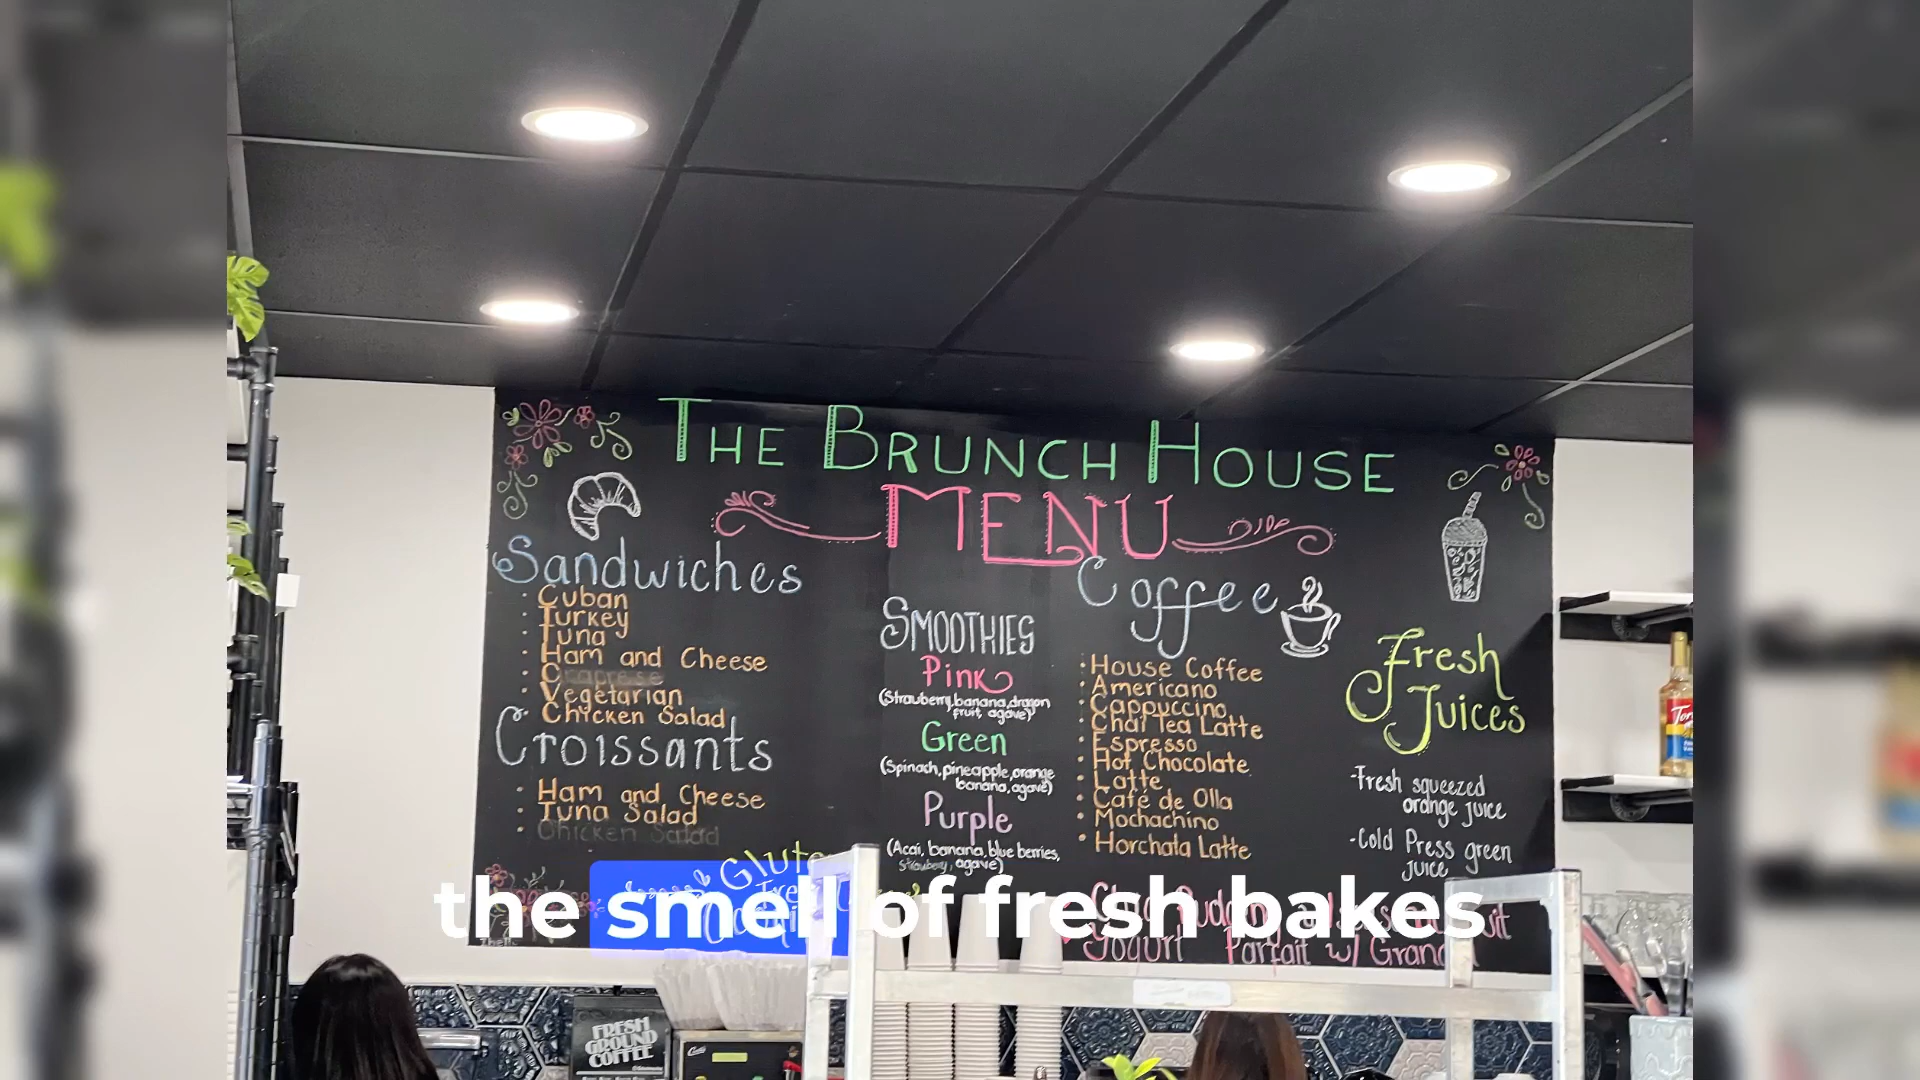 THE BRUNCH HOUSE
MENU
Sandwiches
· Cuban
· Turkey
· Tuna
· Ham and Cheese
· Caprese
· Vegetarian
· Chicken Salad
Croissants
· Ham and Cheese
· Tuna Salad
· Chicken Salad
SMOOTHIES
Pink
(Strawberry, banana, dragon
fruit, agave)
Green
(Spinach, pineapple, orange
banana, agave)
Purple
(Acai, banana, blue berries,
agave)
Coffee
· House Coffee
· Americano
· Cappuccino
· Chai Tea Latte
· Espresso
· Hot Chocolate
· Latte
· Café de Olla
· Mochachino
· Horchata Latte
Fresh
Juices
-Fresh squeezed
orange juice
-Cold Press green
juice
Yogurt Parfait w/
the smell of fresh bakes
FRESH
GROUND
COFFEE